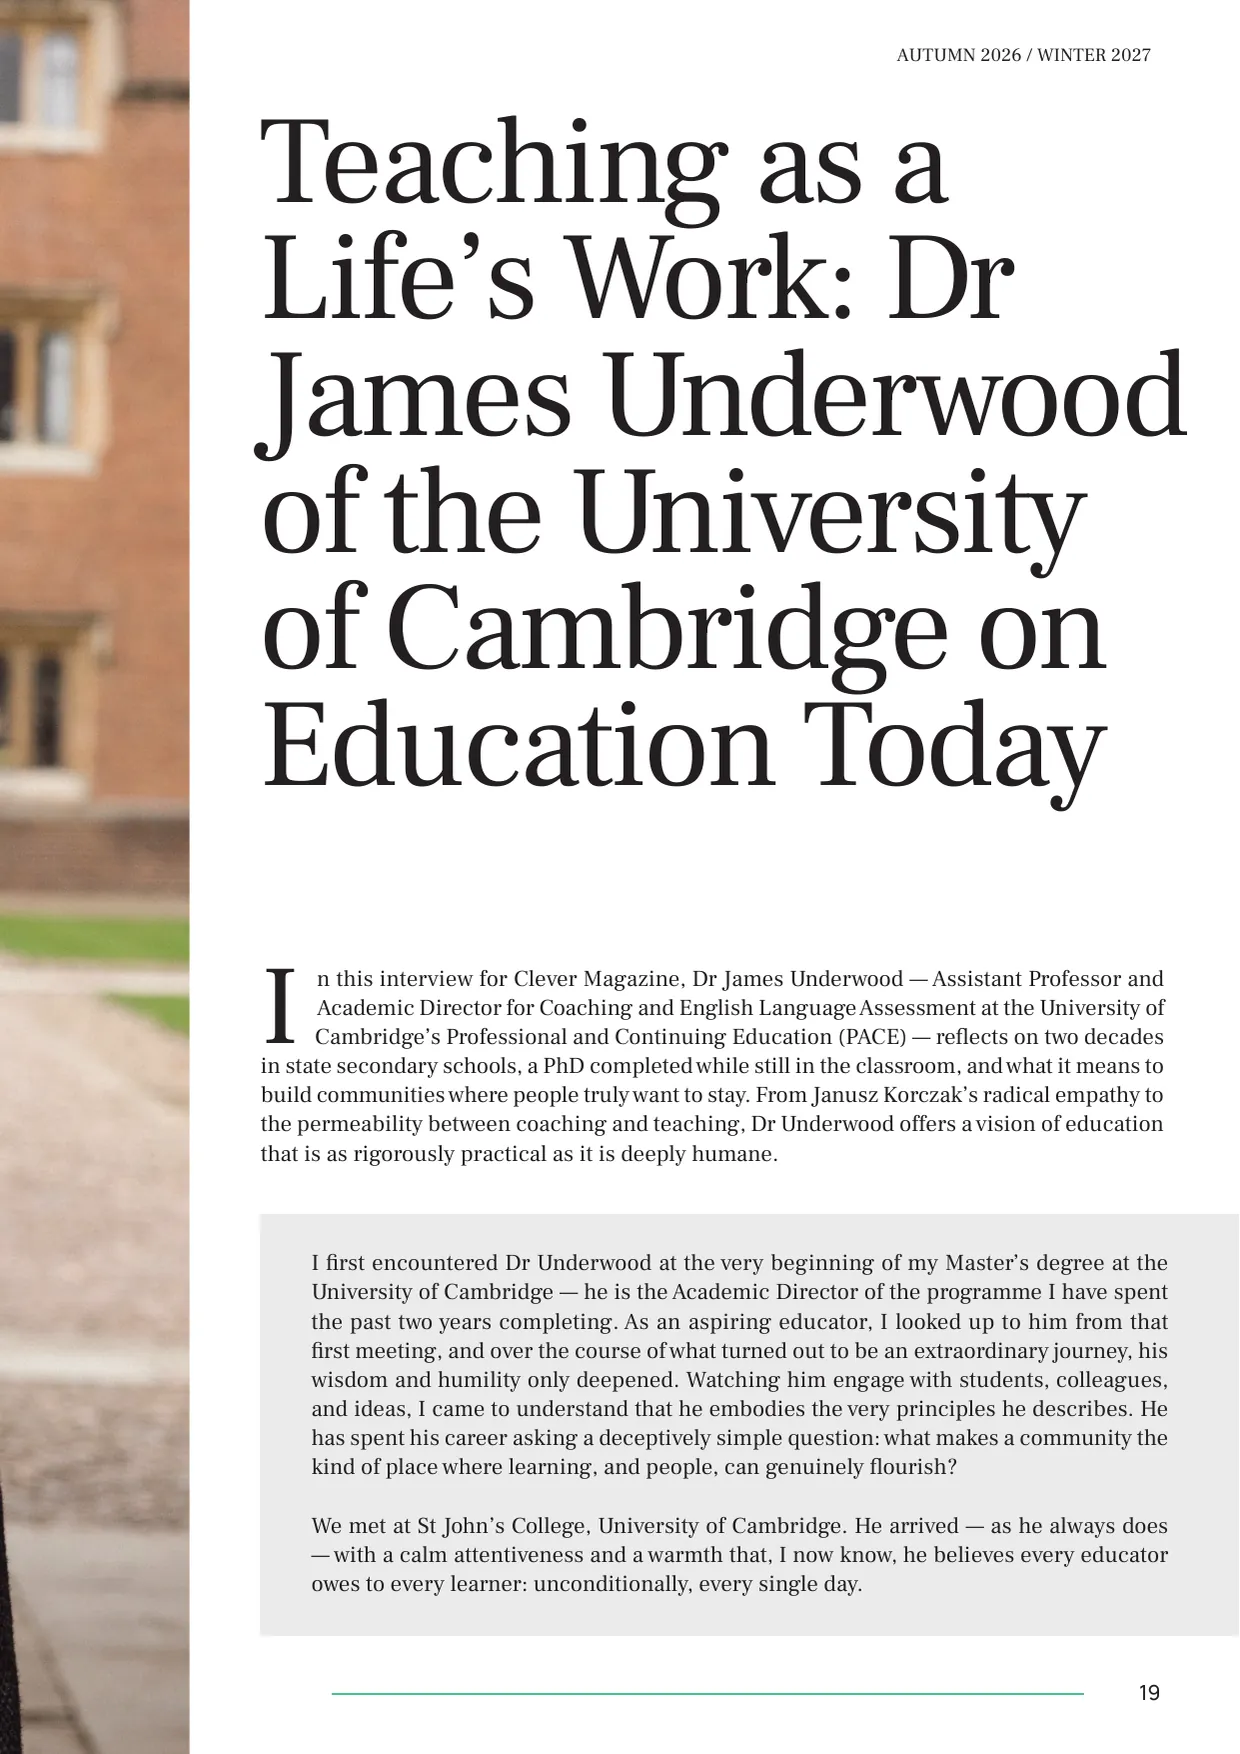 AUTUMN 2026 / WINTER 2027
Teaching as a
Life’s Work: Dr
James Underwood
of the University
of Cambridge on
Education Today
In this interview for Clever Magazine, Dr James Underwood — Assistant Professor and
Academic Director for Coaching and English Language Assessment at the University of
Cambridge’s Professional and Continuing Education (PACE) — reflects on two decades
in state secondary schools, a PhD completed while still in the classroom, and what it means to
build communities where people truly want to stay. From Janusz Korczak’s radical empathy to
the permeability between coaching and teaching, Dr Underwood offers a vision of education
that is as rigorously practical as it is deeply humane.
I first encountered Dr Underwood at the very beginning of my Master’s degree at the
University of Cambridge — he is the Academic Director of the programme I have spent
the past two years completing. As an aspiring educator, I looked up to him from that
first meeting, and over the course of what turned out to be an extraordinary journey, his
wisdom and humility only deepened. Watching him engage with students, colleagues,
and ideas, I came to understand that he embodies the very principles he describes. He
has spent his career asking a deceptively simple question: what makes a community the
kind of place where learning, and people, can genuinely flourish?
We met at St John’s College, University of Cambridge. He arrived — as he always does
— with a calm attentiveness and a warmth that, I now know, he believes every educator
owes to every learner: unconditionally, every single day.
19